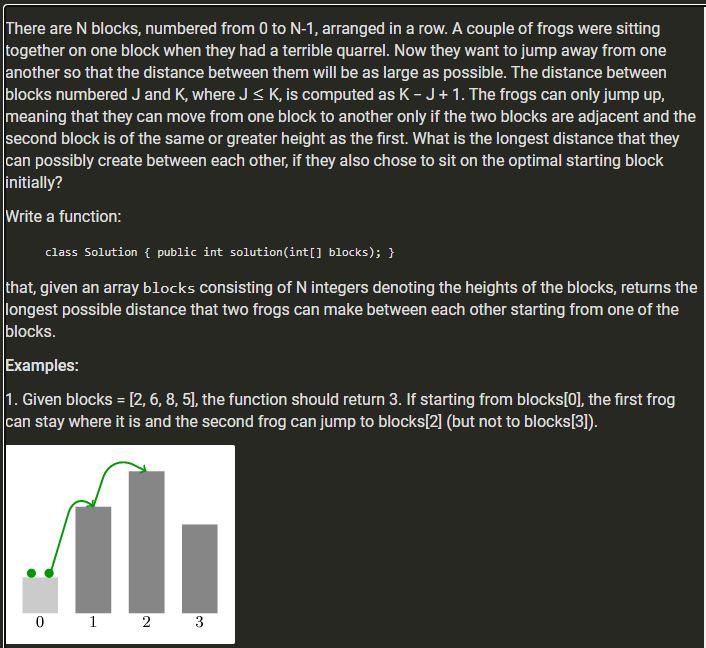 There are N blocks, numbered from 0 to N-1, arranged in a row. A couple of frogs were sitting
together on one block when they had a terrible quarrel. Now they want to jump away from one
another so that the distance between them will be as large as possible. The distance between
blocks numbered J and K, where J ≤ K, is computed as K − J + 1. The frogs can only jump up,
meaning that they can move from one block to another only if the two blocks are adjacent and the
second block is of the same or greater height as the first. What is the longest distance that they
can possibly create between each other, if they also chose to sit on the optimal starting block
initially?
Write a function:
class Solution { public int solution(int[] blocks); }
that, given an array blocks consisting of N integers denoting the heights of the blocks, returns the
longest possible distance that two frogs can make between each other starting from one of the
blocks.
Examples:
1. Given blocks = [2, 6, 8, 5], the function should return 3. If starting from blocks[0], the first frog
can stay where it is and the second frog can jump to blocks[2] (but not to blocks[3]).
0 1 2 3